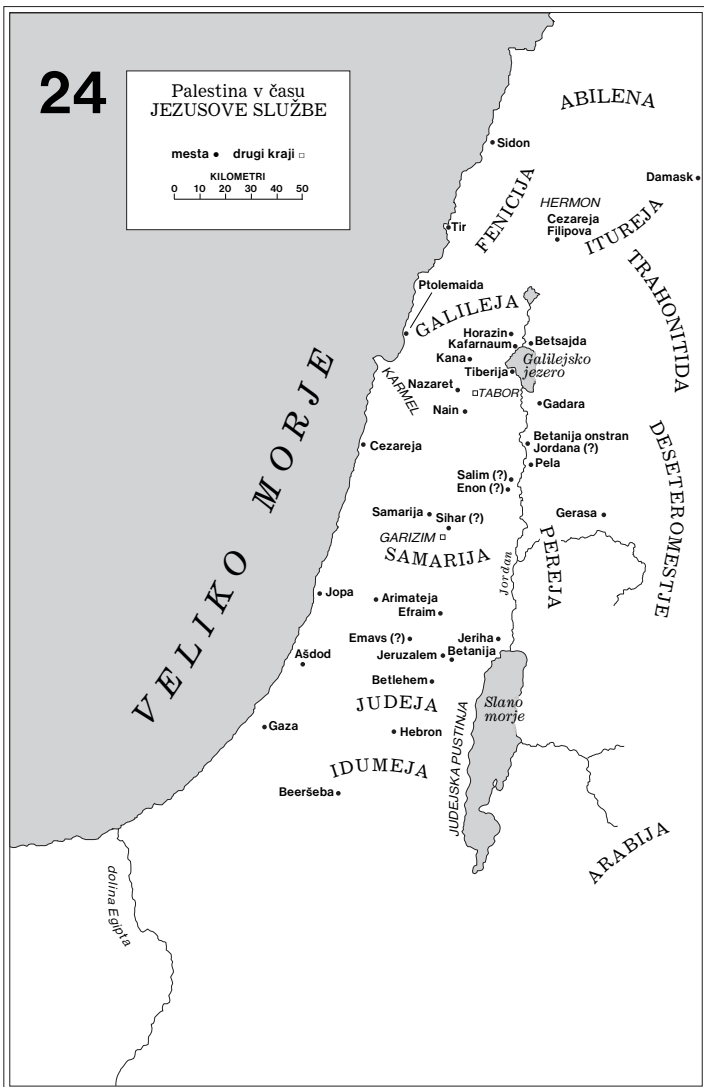 24
Palestina v času
JEZUSOVE SLUŽBE
mesta
drugi kraji
KILOMETRI
0 10 20 30 40 50
ABILENA
Sidon
Damask
FENICIJA
HERMON
Cezareja
Filipova
ITUREJA
Tir
TRAHONITIDA
Ptolemaida
GALILEJA
Horazin
Kafarnaum
Betsajda
Kana
Galilejsko
jezero
Tiberija
KARMEL
Nazaret
TABOR
Nain
Gadara
VELIKO MORJE
DESETEROMESTJE
Cezareja
Betanija onstran
Jordana (?)
Pela
Salim (?)
Enon (?)
Samarija
Sihar (?)
Gerasa
GARIZIM
SAMARIJA
PEREJA
Jordan
Jopa
Arimateja
Efraim
Emavs (?)
Jeriha
Jeruzalem
Betanija
Ašdod
Betlehem
JUDEJA
Slano
morje
Gaza
Hebron
JUDEJSKA PUSTINJA
IDUMEJA
Beeršeba
ARABIJA
dolina Egipta